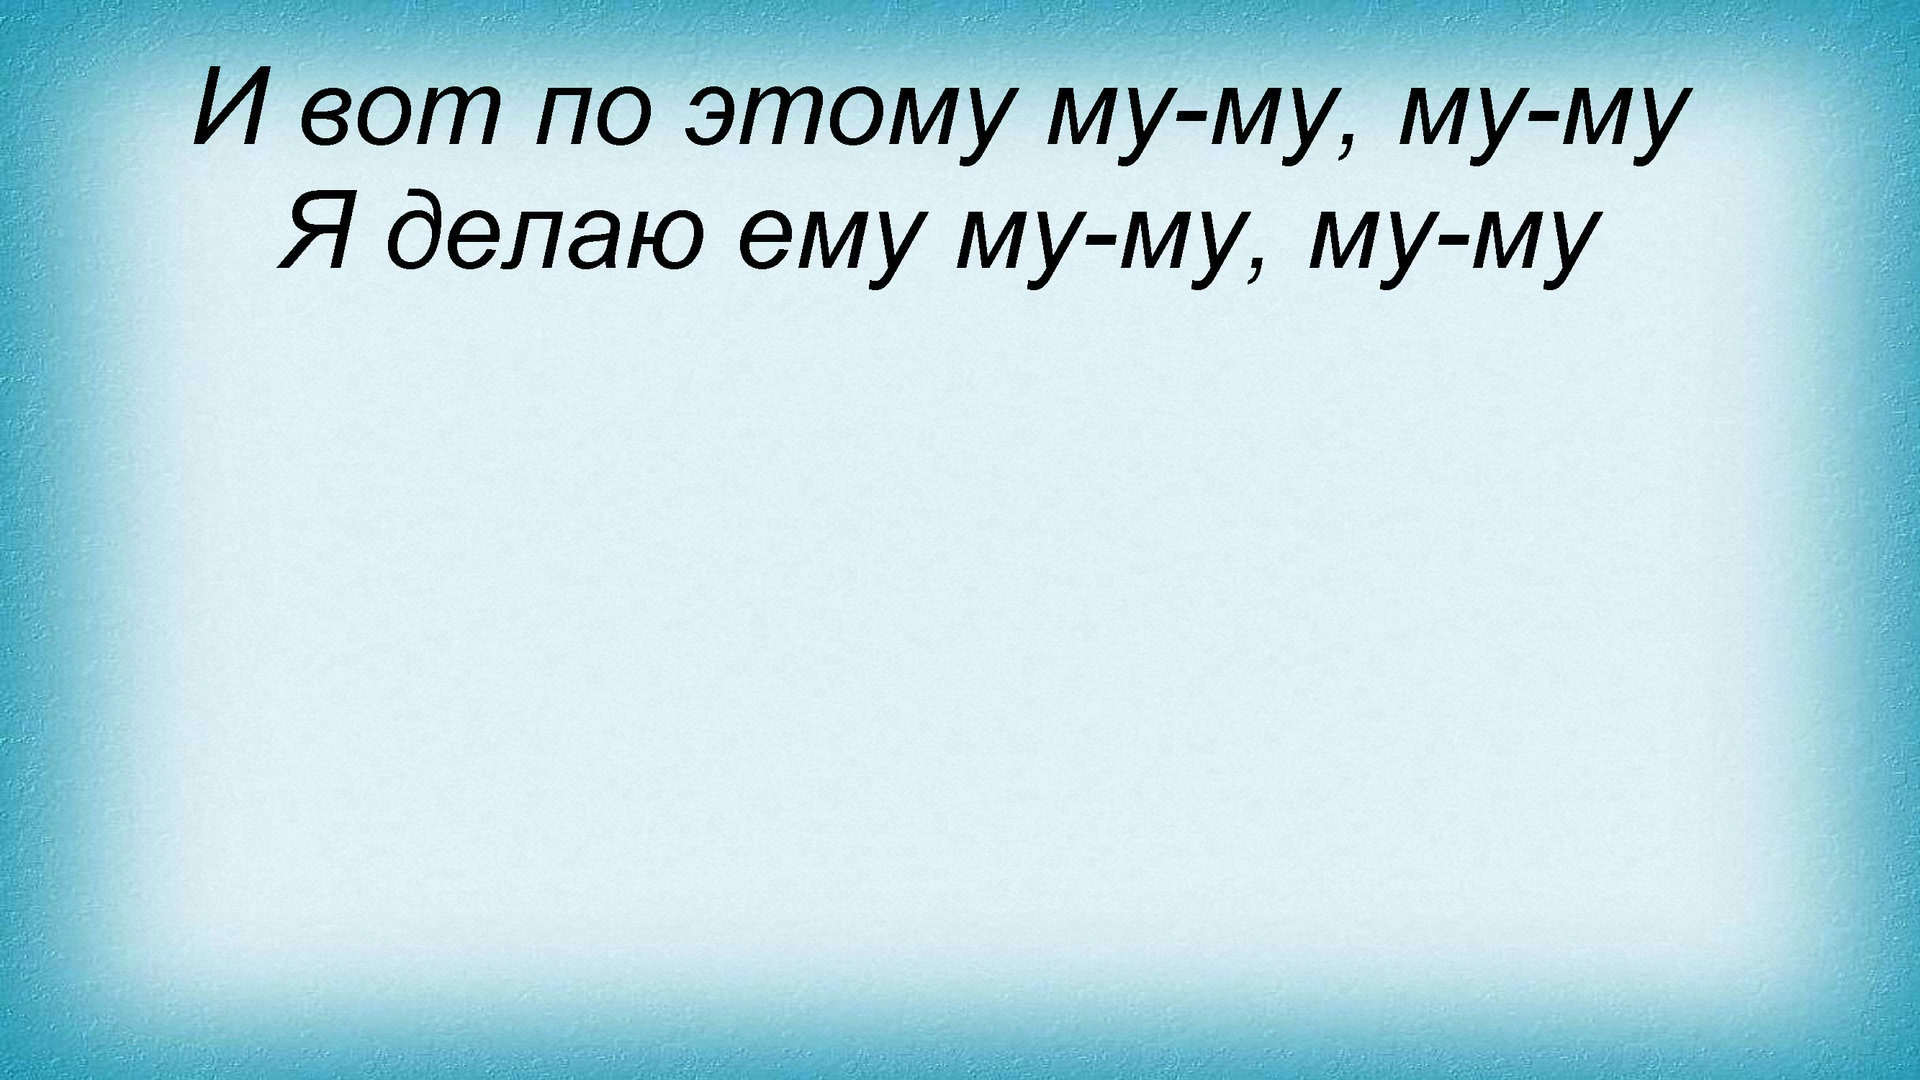 И вот по этому му-му, му-му
Я делаю ему му-му, му-му